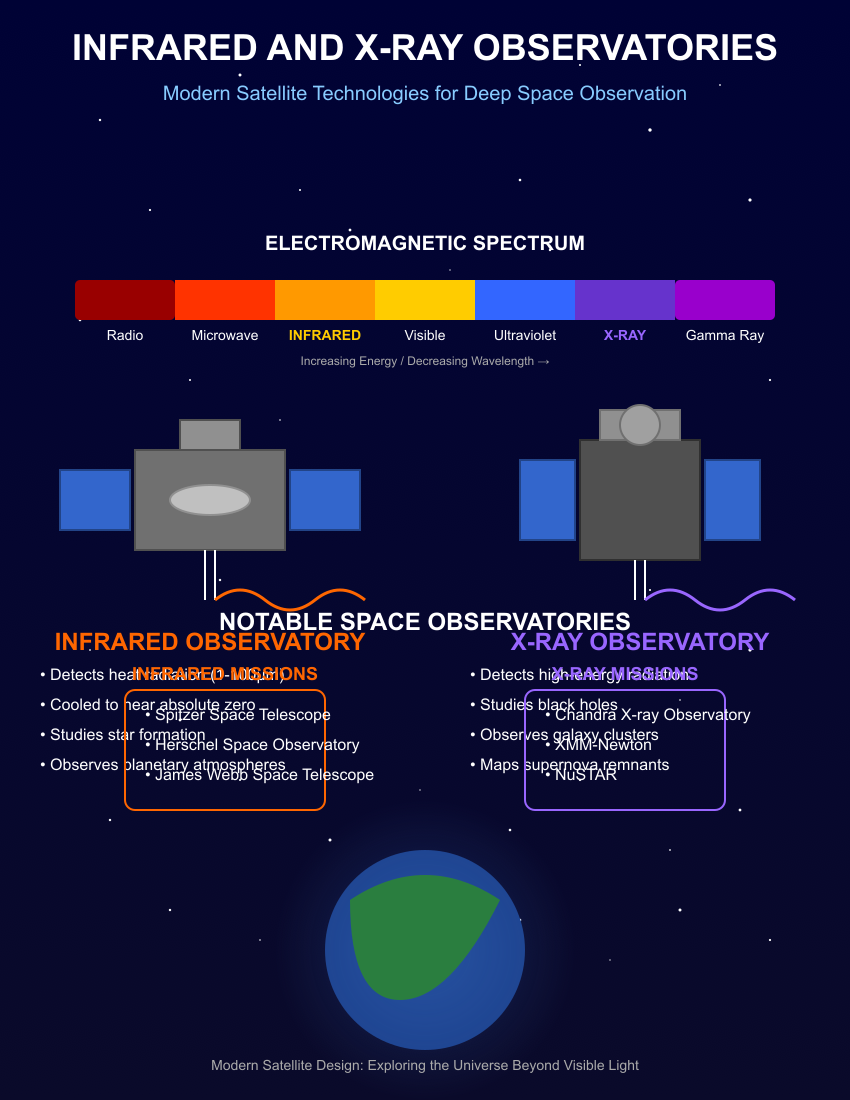 INFRARED AND X-RAY OBSERVATORIES
Modern Satellite Technologies for Deep Space Observation
ELECTROMAGNETIC SPECTRUM
Radio Microwave INFRARED Visible Ultraviolet X-RAY Gamma Ray
Increasing Energy / Decreasing Wavelength →
NOTABLE SPACE OBSERVATORIES
INFRARED OBSERVATORY
• Detects heat radiation (1-100μm)
• Cooled to near absolute zero
• Studies star formation
• Observes planetary atmospheres
INFRARED MISSIONS
• Spitzer Space Telescope
• Herschel Space Observatory
• James Webb Space Telescope
X-RAY OBSERVATORY
• Detects high-energy radiation
• Studies black holes
• Observes galaxy clusters
• Maps supernova remnants
X-RAY MISSIONS
• Chandra X-ray Observatory
• XMM-Newton
• NuSTAR
Modern Satellite Design: Exploring the Universe Beyond Visible Light